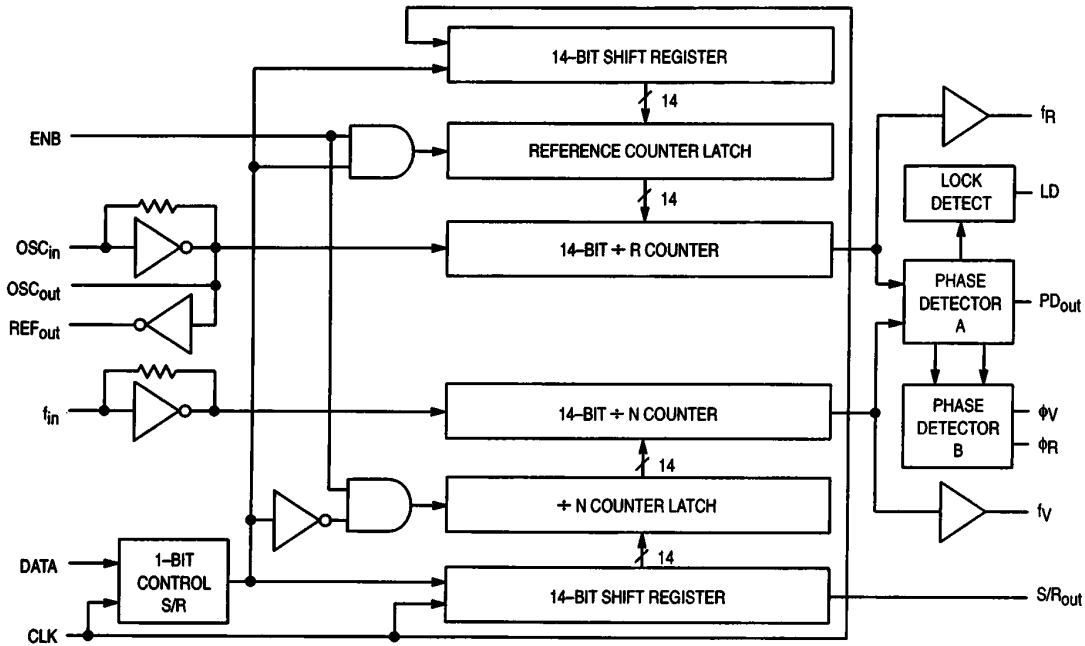 14–BIT SHIFT REGISTER
14
ENB
REFERENCE COUNTER LATCH
fR
14
LOCK
DETECT
LD
OSCin
14–BIT ÷ R COUNTER
OSCout
REFout
PHASE
DETECTOR
A
PDout
fin
14–BIT ÷ N COUNTER
PHASE
DETECTOR
B
ϕV
ϕR
14
÷ N COUNTER LATCH
fV
14
DATA
1–BIT
CONTROL
S/R
14–BIT SHIFT REGISTER
S/Rout
CLK